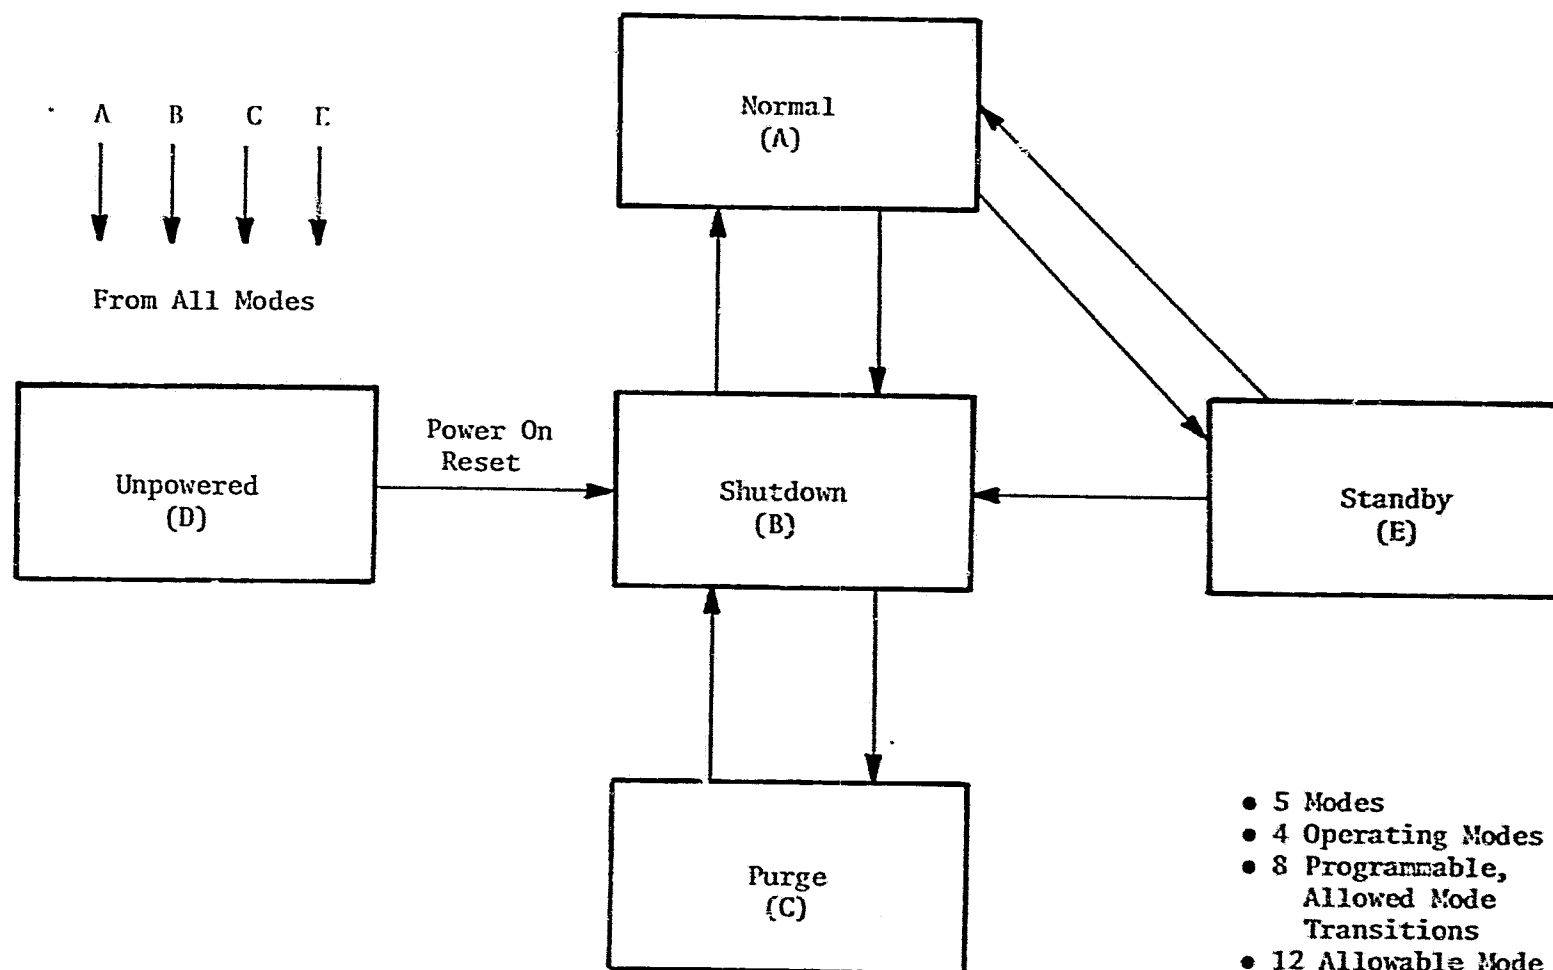 A B C E
From All Modes
Normal
(A)
Power On
Reset
Unpowered
(D)
Shutdown
(B)
Standby
(E)
Purge
(C)
• 5 Modes
• 4 Operating Modes
• 8 Programmable,
Allowed Mode
Transitions
• 12 Allowable Mode